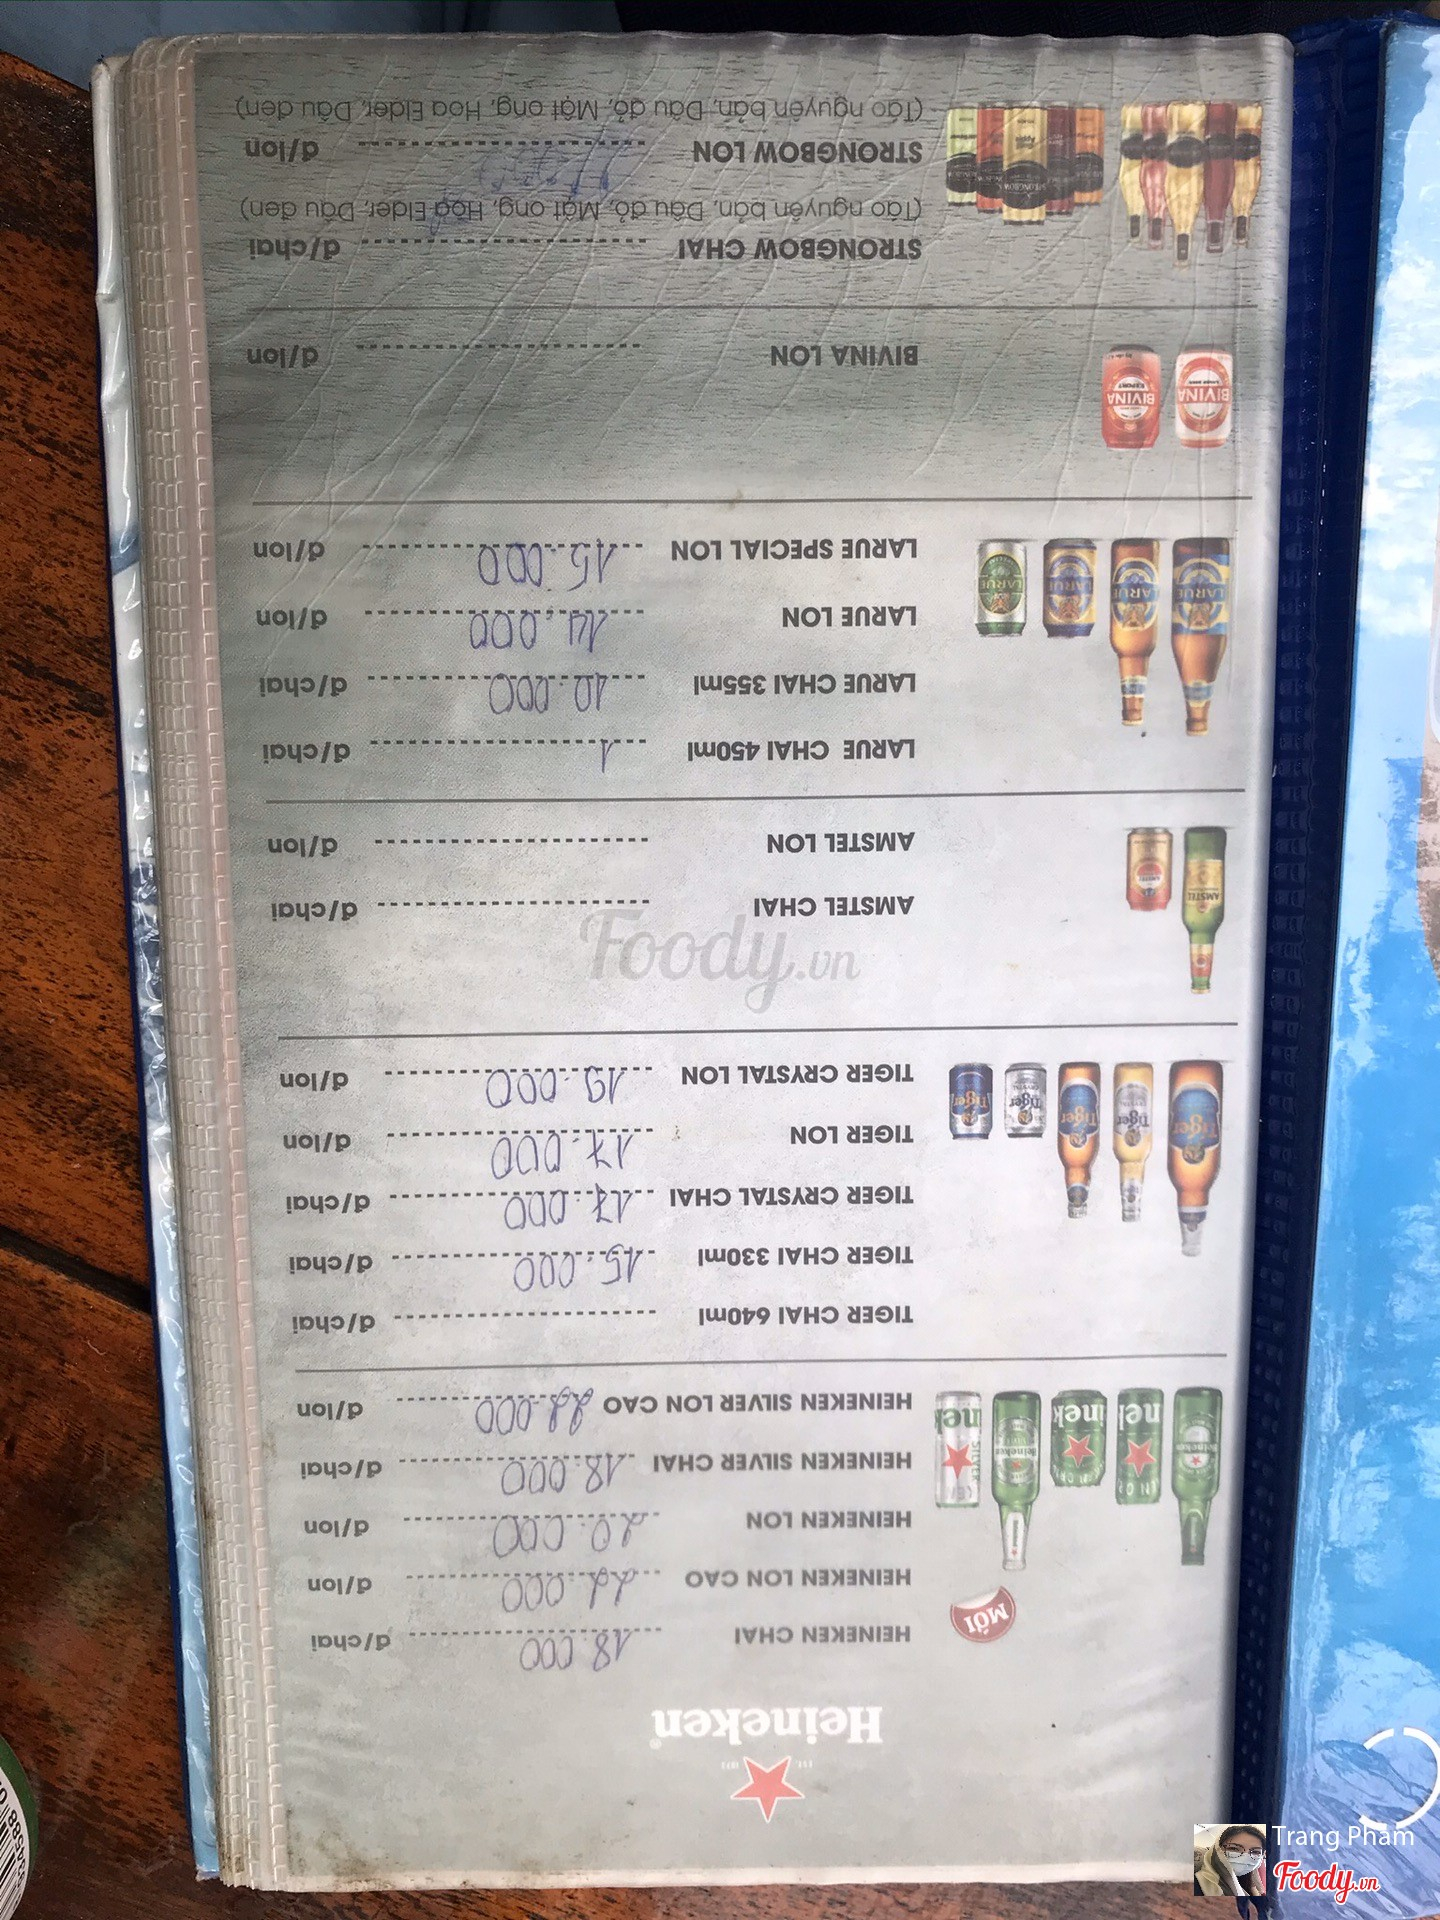 EST. 1873
Heineken®
MỚI
HEINEKEN CHAI 18.000 đ/chai
HEINEKEN LON CAO 22.000 đ/lon
HEINEKEN LON 20.000 đ/lon
HEINEKEN SILVER CHAI 18.000 đ/chai
HEINEKEN SILVER LON CAO 22.000 đ/lon
TIGER CHAI 640ml đ/chai
TIGER CHAI 330ml 15.000 đ/chai
TIGER CRYSTAL CHAI 17.000 đ/chai
TIGER LON 17.000 đ/lon
TIGER CRYSTAL LON 19.000 đ/lon
AMSTEL CHAI đ/chai
AMSTEL LON đ/lon
LARUE CHAI 450ml 1 đ/chai
LARUE CHAI 355ml 10.000 đ/chai
LARUE LON 14.000 đ/lon
LARUE SPECIAL LON 15.000 đ/lon
BIVINA LON đ/lon
STRONGBOW CHAI đ/chai
(Táo nguyên bản, Dâu đỏ, Mật ong, Hoa Elder, Dâu đen)
STRONGBOW LON đ/lon
(Táo nguyên bản, Dâu đỏ, Mật ong, Hoa Elder, Dâu đen)
Foody.vn
Trang Pham
Foody.vn